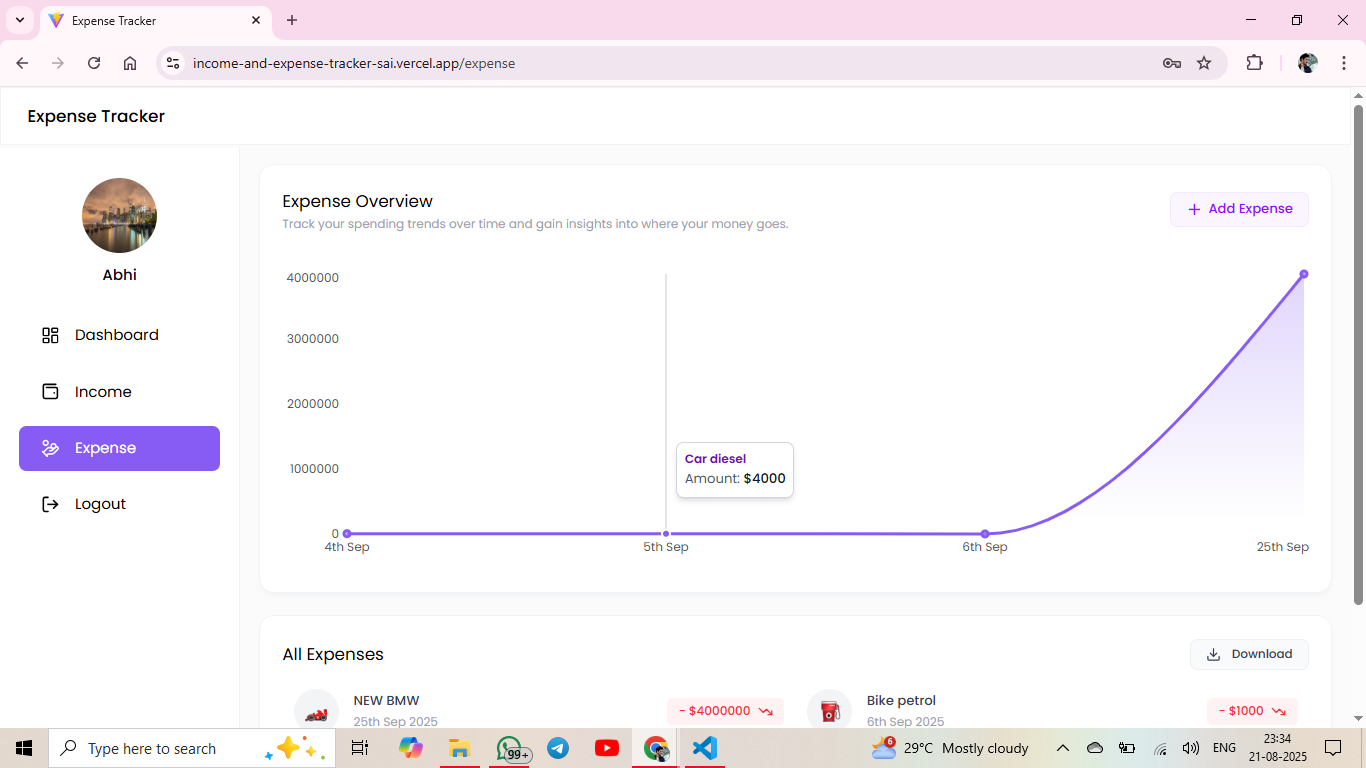 Expense Tracker
income-and-expense-tracker-sai.vercel.app/expense
Expense Tracker
Abhi
Dashboard
Income
Expense
Logout
Expense Overview
Track your spending trends over time and gain insights into where your money goes.
+ Add Expense
4000000
3000000
2000000
1000000
0
Car diesel
Amount: $4000
4th Sep
5th Sep
6th Sep
25th Sep
All Expenses
Download
NEW BMW
25th Sep 2025
- $4000000
Bike petrol
6th Sep 2025
- $1000
Type here to search
99+
6
29°C Mostly cloudy
ENG
23:34
21-08-2025